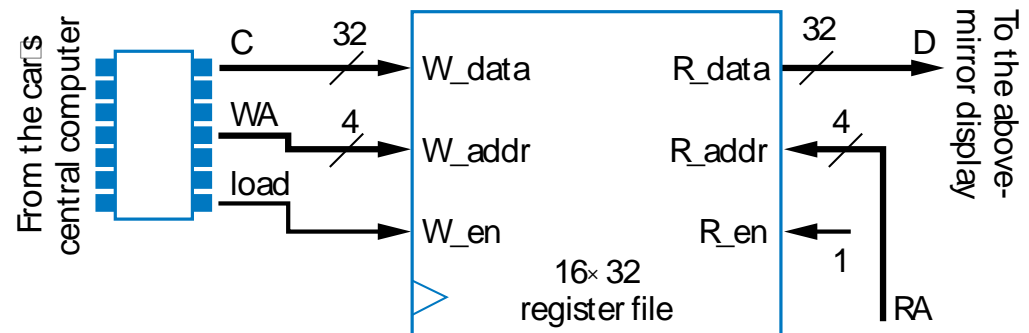 From the car□s
central computer
C
32
WA
4
load
W_data
W_addr
W_en
16× 32
register file
R_data
R_addr
R_en
32
D
4
1
RA
To the above-
mirror display